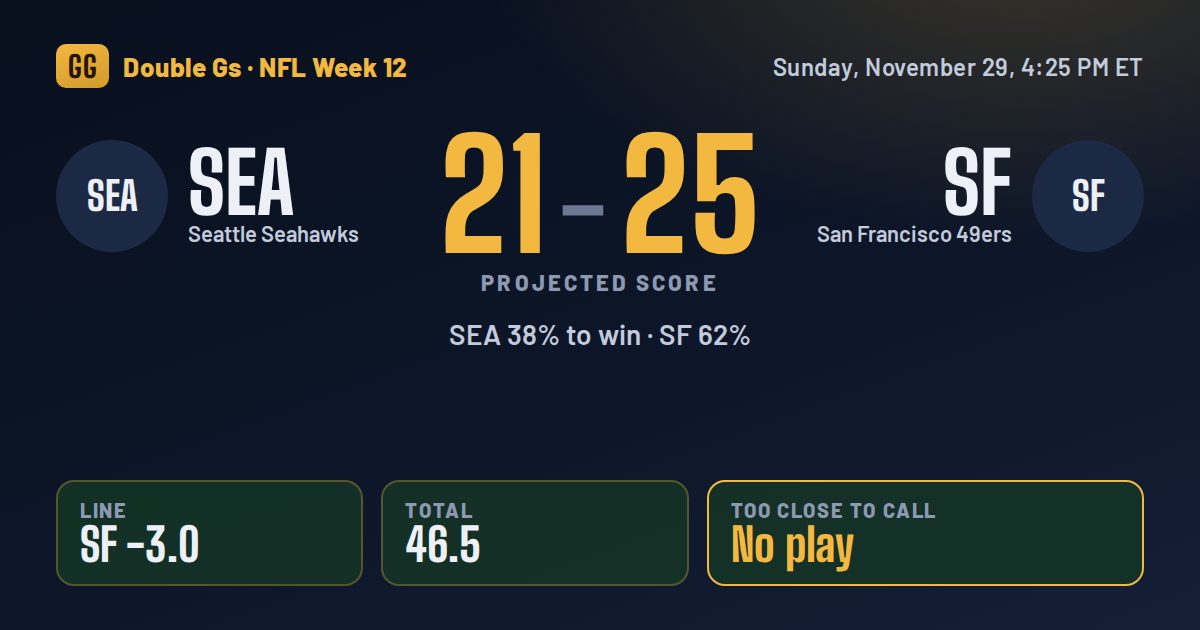 GG
Double Gs · NFL Week 12
Sunday, November 29, 4:25 PM ET
SEA
SEA
Seattle Seahawks
21 – 25
PROJECTED SCORE
SEA 38% to win · SF 62%
SF
San Francisco 49ers
SF
LINE
SF −3.0
TOTAL
46.5
TOO CLOSE TO CALL
No play